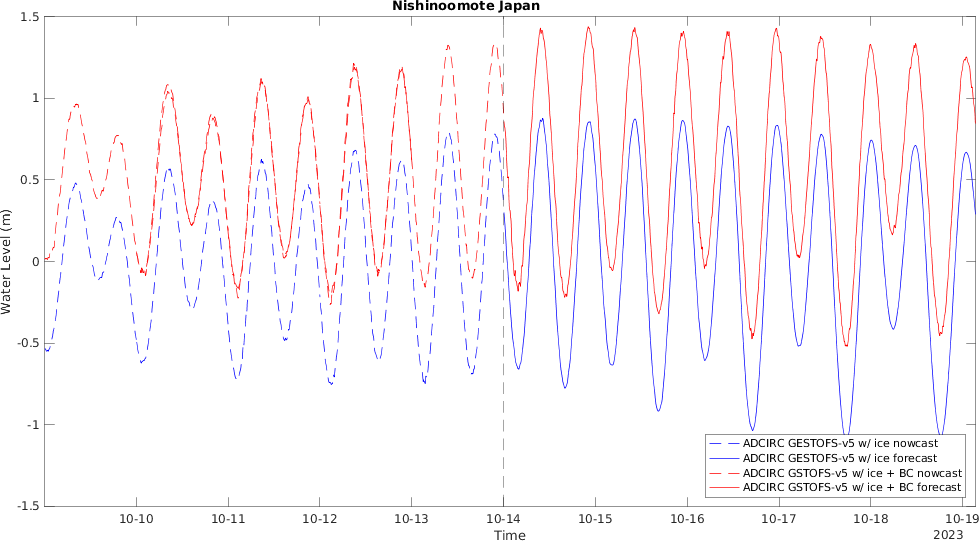 Nishinoomote Japan
1.5
1
0.5
0
-0.5
-1
-1.5
Water Level (m)
ADCIRC GESTOFS-v5 w/ ice nowcast
ADCIRC GESTOFS-v5 w/ ice forecast
ADCIRC GSTOFS-v5 w/ ice + BC nowcast
ADCIRC GSTOFS-v5 w/ ice + BC forecast
10-10 10-11 10-12 10-13 10-14 10-15 10-16 10-17 10-18 10-19
Time
2023